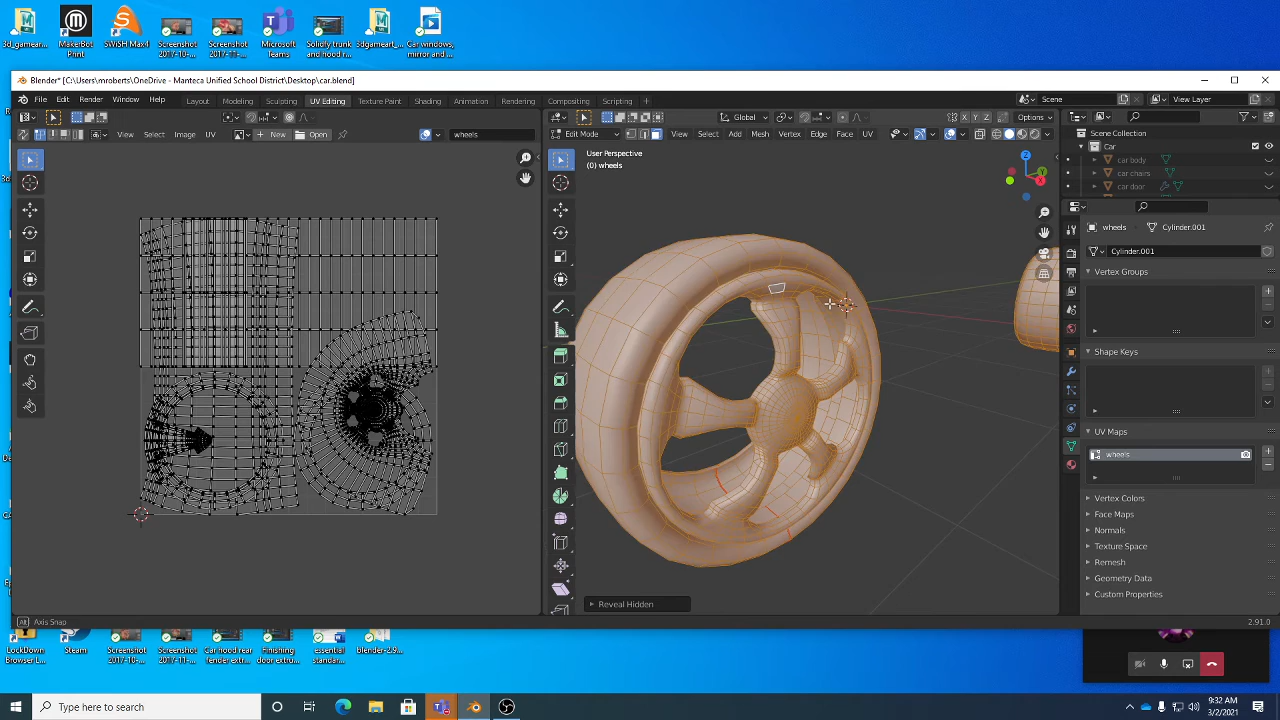 3d_gamear...
MakerBot
Print
SWiSH Max4
Screenshot
2017-10-...
Screenshot
2017-11-...
Microsoft
Teams
Solidify trunk
and hood r...
3dgameart_...
Car windows,
mirror and ...
Blender* [C:\Users\mroberts\OneDrive - Manteca Unified School District\Desktop\car.blend]
File Edit Render Window Help
Layout Modeling Sculpting UV Editing Texture Paint Shading Animation Rendering Compositing Scripting +
Scene
View Layer
Global
X Y Z
Options
View Select Image UV
New
Open
wheels
Edit Mode
View Select Add Mesh Vertex Edge Face UV
Scene Collection
Car
car body
car chairs
car door
User Perspective
(0) wheels
Z
Y
X
wheels
Cylinder.001
Cylinder.001
Vertex Groups
Shape Keys
UV Maps
wheels
Vertex Colors
Face Maps
Normals
Texture Space
Remesh
Geometry Data
Custom Properties
Reveal Hidden
Alt Axis Snap
2.91.0
LockDown
Browser L...
Steam
Screenshot
2017-10-...
Screenshot
2017-11-...
Car hood rear
fender extr...
Finishing
door extru...
essential
standar...
blender-2.9...
Type here to search
9:32 AM
3/2/2021